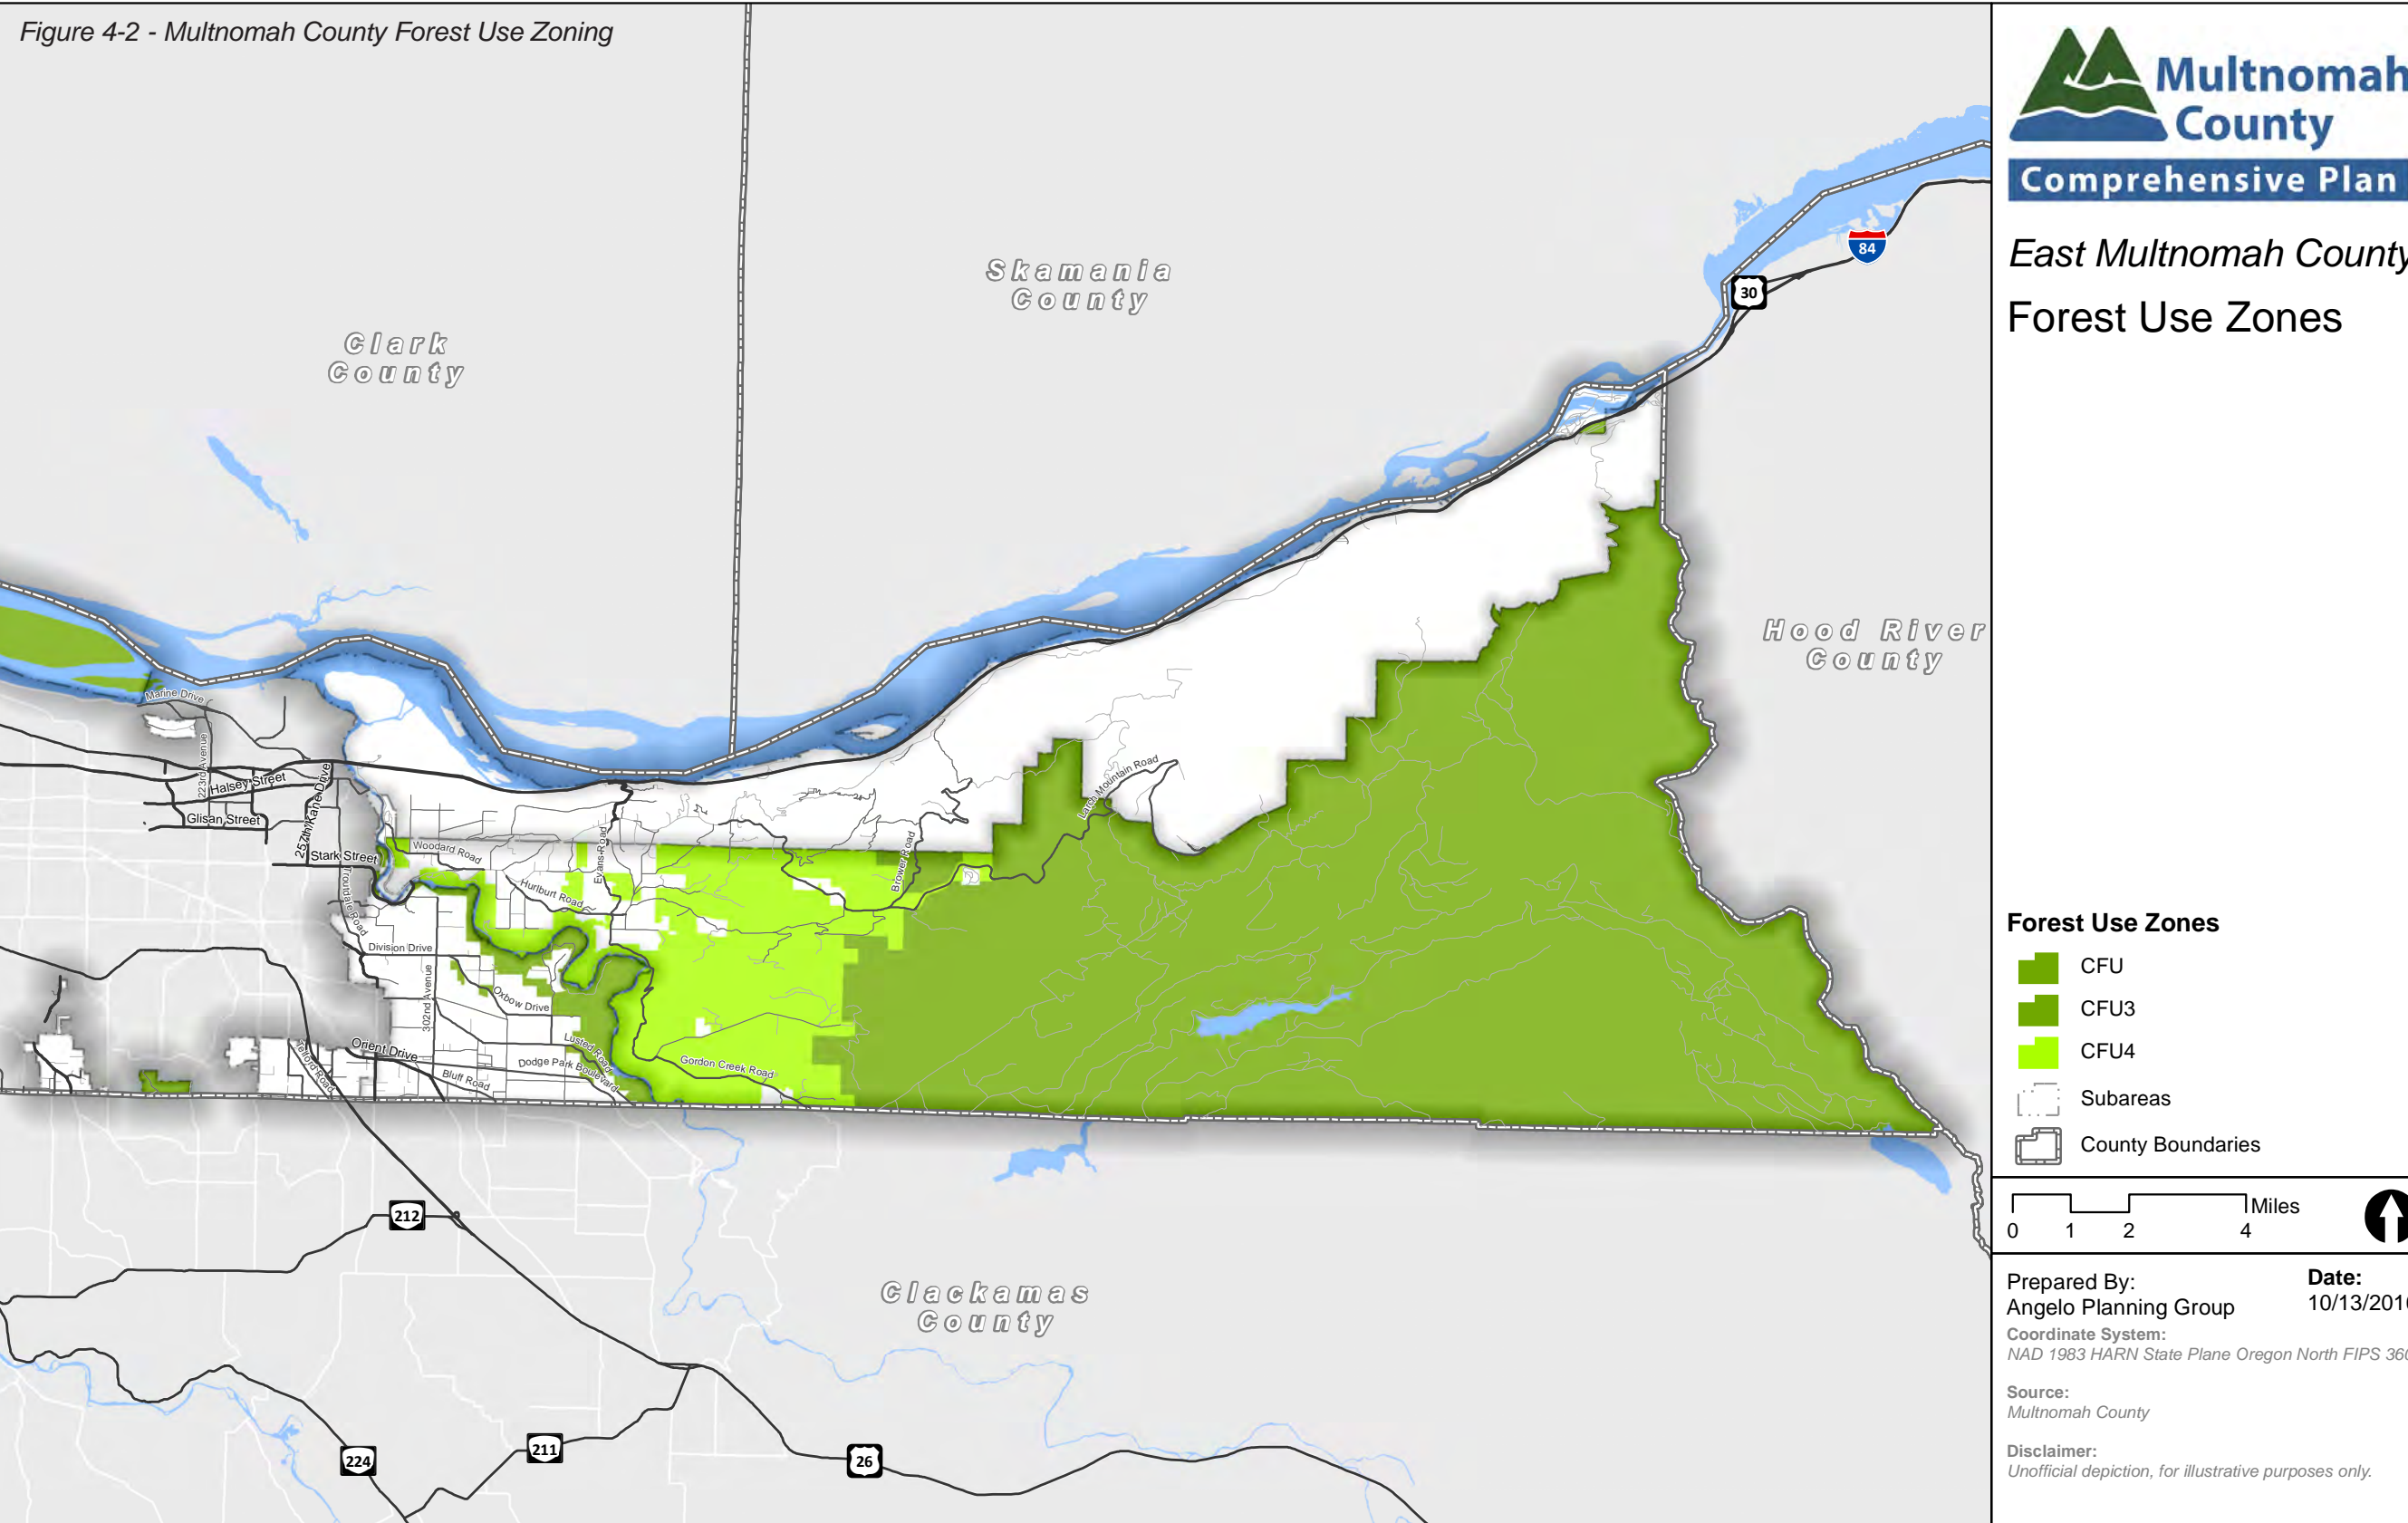 Figure 4-2 - Multnomah County Forest Use Zoning
Multnomah
County
Comprehensive Plan
East Multnomah County
Forest Use Zones
84
30
Skamania
County
Clark
County
Hood River
County
Marine Drive
223rd Avenue
Halsey Street
257th/Kane Drive
Glisan Street
Larch Mountain Road
Stark Street
Woodard Road
Evans Road
Brower Road
Troutdale Road
Hurlburt Road
Division Drive
302nd Avenue
Oxbow Drive
Lusted Road
Orient Drive
Telford Road
Bluff Road
Dodge Park Boulevard
Gordon Creek Road
212
Clackamas
County
224
211
26
Forest Use Zones
CFU
CFU3
CFU4
Subareas
County Boundaries
Miles
0 1 2 4
Prepared By:
Angelo Planning Group
Date:
10/13/2016
Coordinate System:
NAD 1983 HARN State Plane Oregon North FIPS 360
Source:
Multnomah County
Disclaimer:
Unofficial depiction, for illustrative purposes only.